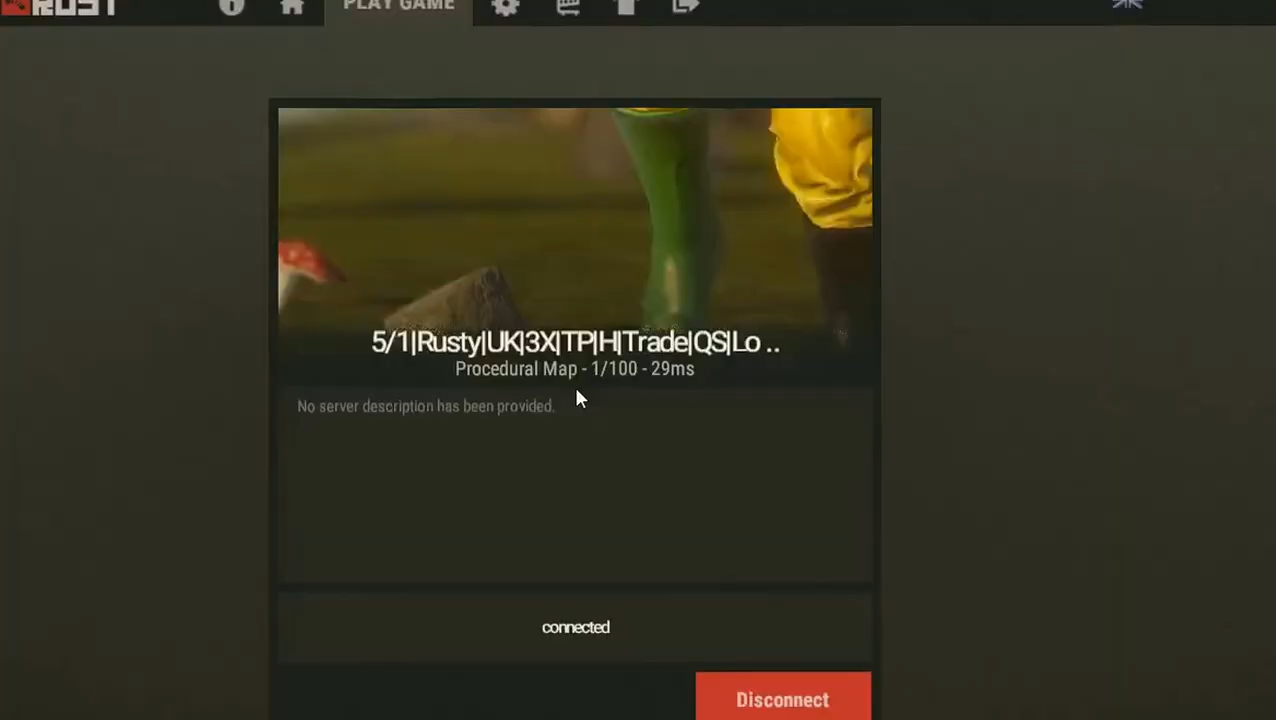 RUST
PLAY GAME
5/1|Rusty|UK|3X|TP|H|Trade|QS|Lo ..
Procedural Map - 1/100 - 29ms
No server description has been provided.
connected
Disconnect